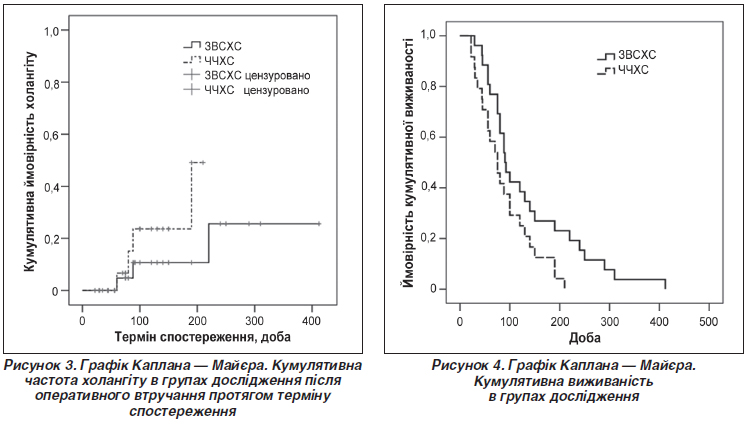 Кумулятивна ймовірність холангіту
1,0
0,8
0,6
0,4
0,2
0
ЗВСХС
ЧЧХС
ЗВСХС цензуровано
ЧЧХС цензуровано
0 100 200 300 400
Термін спостереження, доба
Рисунок 3. Графік Каплана — Майєра. Кумулятивна
частота холангіту в групах дослідження після
оперативного втручання протягом терміну
спостереження
Ймовірність кумулятивної виживаності
1,0
0,8
0,6
0,4
0,2
0
ЗВСХС
ЧЧХС
0 100 200 300 400 500
Доба
Рисунок 4. Графік Каплана — Майєра.
Кумулятивна виживаність
в групах дослідження